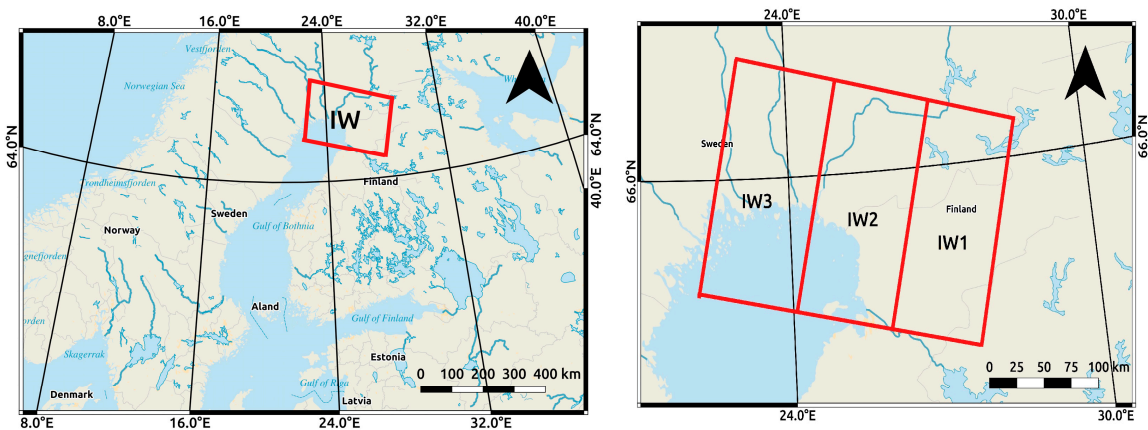 8.0°E 16.0°E 24.0°E 32.0°E 40.0°E
Vestfjorden
Norwegian Sea
Wh
IW
64.0°N
64.0°N
Trondheimsfjorden
Finland
40.0°E
Sweden
Norway
Gulf of Bothnia
gnefjorden
Aland
Gulf of Finland
orden
Skagerrak
Estonia
0 100 200 300 400 km
Gulf of Riga
Denmark
Latvia
8.0°E 16.0°E 24.0°E 32.0°E
24.0°E 30.0°E
Sweden
66.0°N
66.0°N
IW3
IW2
Finland
IW1
0 25 50 75 100 km
24.0°E 30.0°E